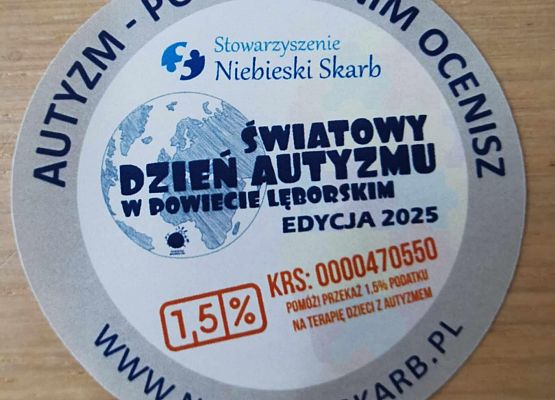 AUTYZM - PO NIM OCENISZ
Stowarzyszenie
Niebieski Skarb
ŚWIATOWY
DZIEŃ AUTYZMU
W POWIECIE LĘBORSKIM
EDYCJA 2025
1,5%
KRS: 0000470550
POMÓŻ! PRZEKAŻ 1,5% PODATKU
NA TERAPIĘ DZIECI Z AUTYZMEM
WWW.N SKARB.PL